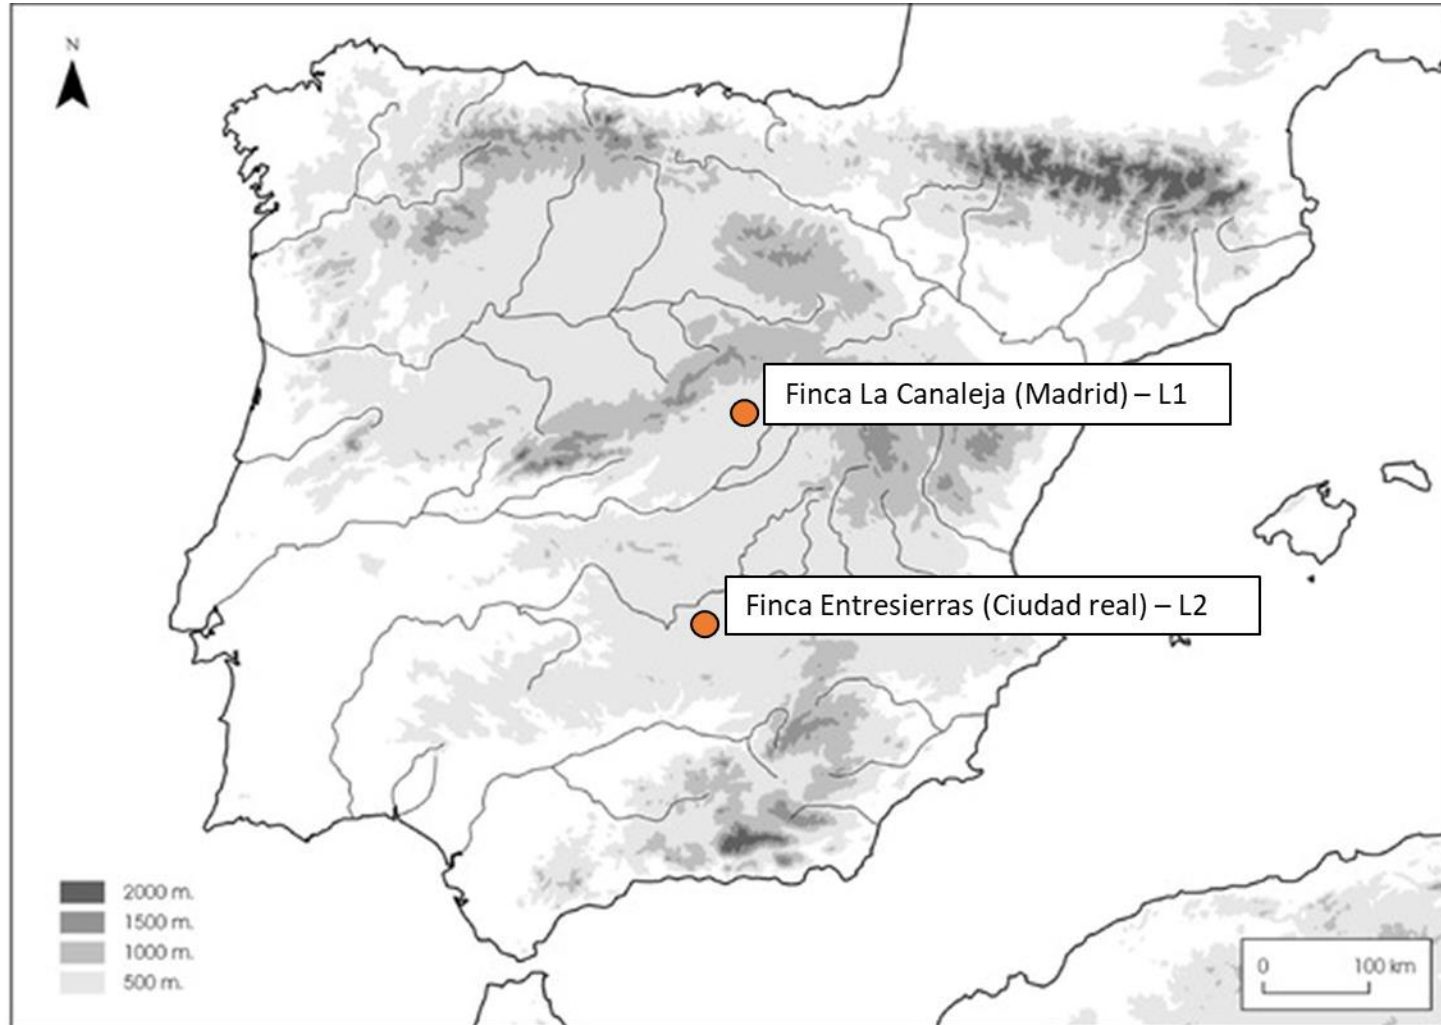 N
Finca La Canaleja (Madrid) – L1
Finca Entresierras (Ciudad real) – L2
2000 m.
1500 m.
1000 m.
500 m.
0 100 km